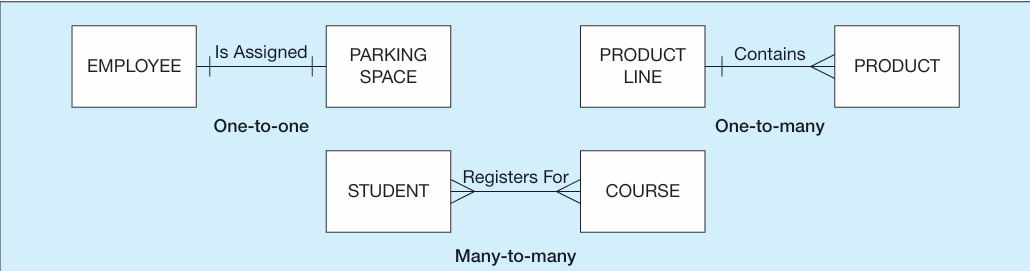 EMPLOYEE
Is Assigned
PARKING
SPACE
One-to-one
PRODUCT
LINE
Contains
PRODUCT
One-to-many
STUDENT
Registers For
COURSE
Many-to-many